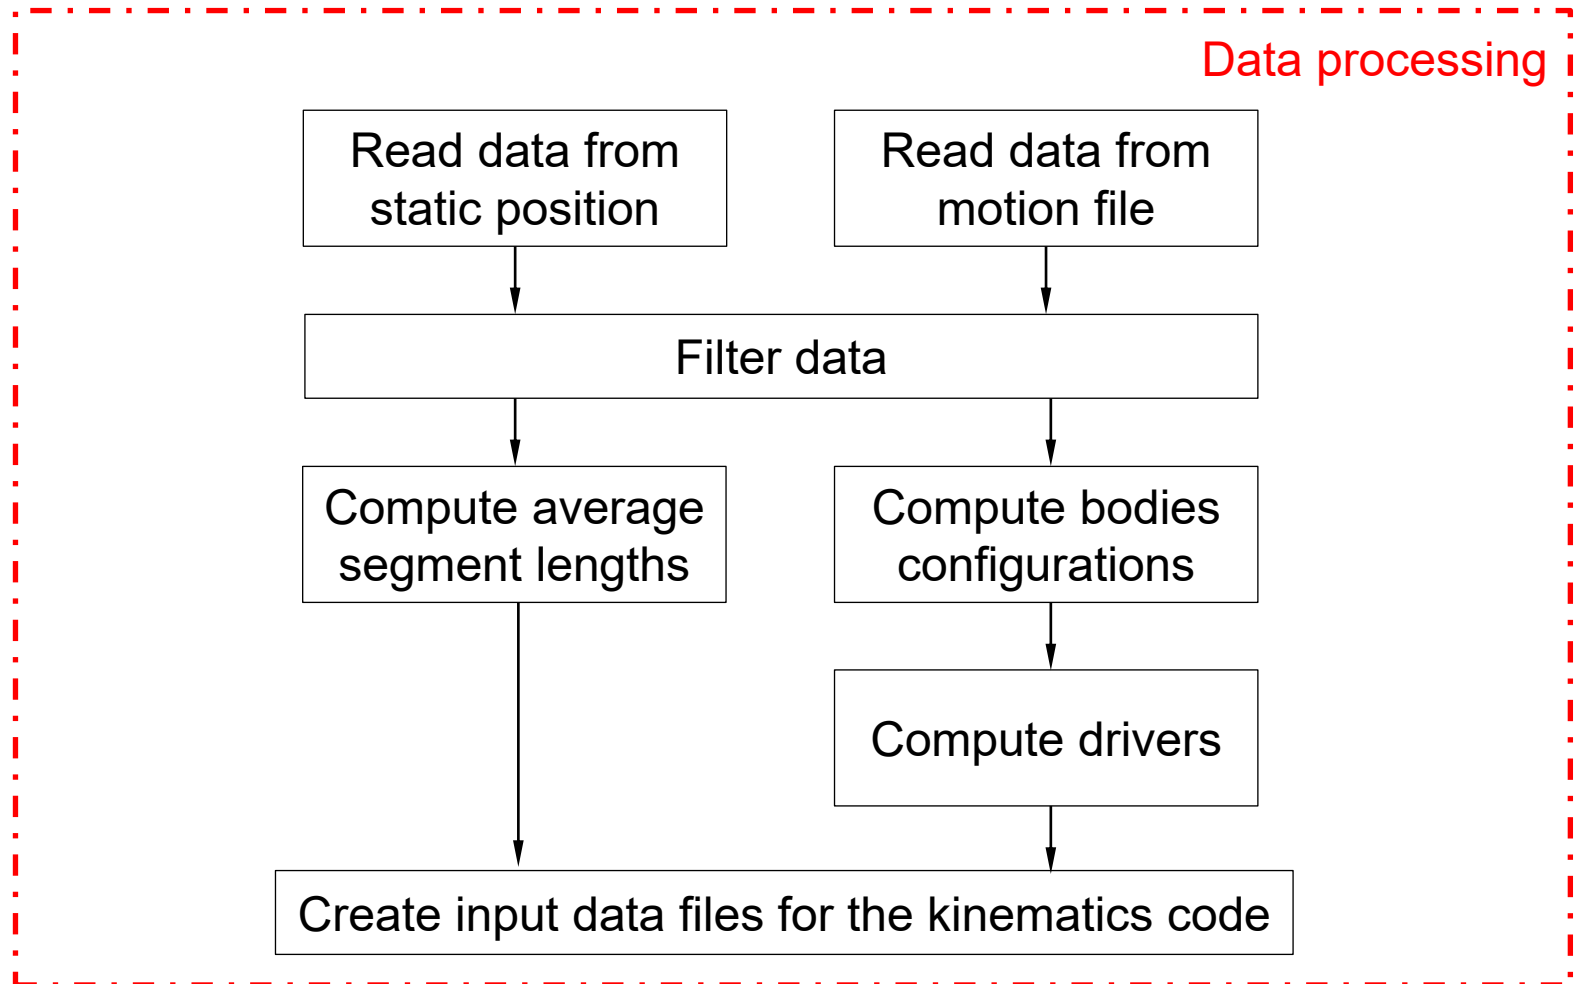 Data processing
Read data from
static position
Read data from
motion file
Filter data
Compute average
segment lengths
Compute bodies
configurations
Compute drivers
Create input data files for the kinematics code